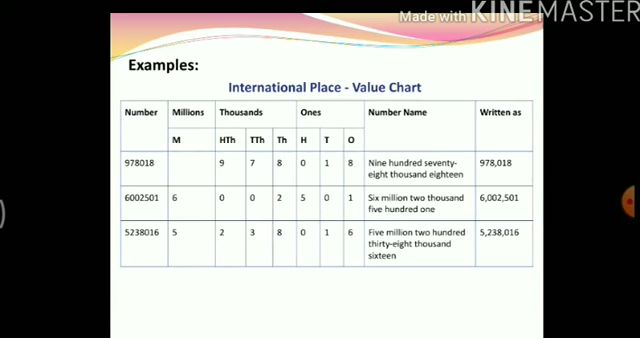 Made with KINEMASTER
Examples:
International Place - Value Chart
Number Millions Thousands Ones Number Name Written as
M HTh TTh Th H T O
978018 9 7 8 0 1 8 Nine hundred seventy- 978,018
eight thousand eighteen
6002501 6 0 0 2 5 0 1 Six million two thousand 6,002,501
five hundred one
5238016 5 2 3 8 0 1 6 Five million two hundred 5,238,016
thirty-eight thousand
sixteen